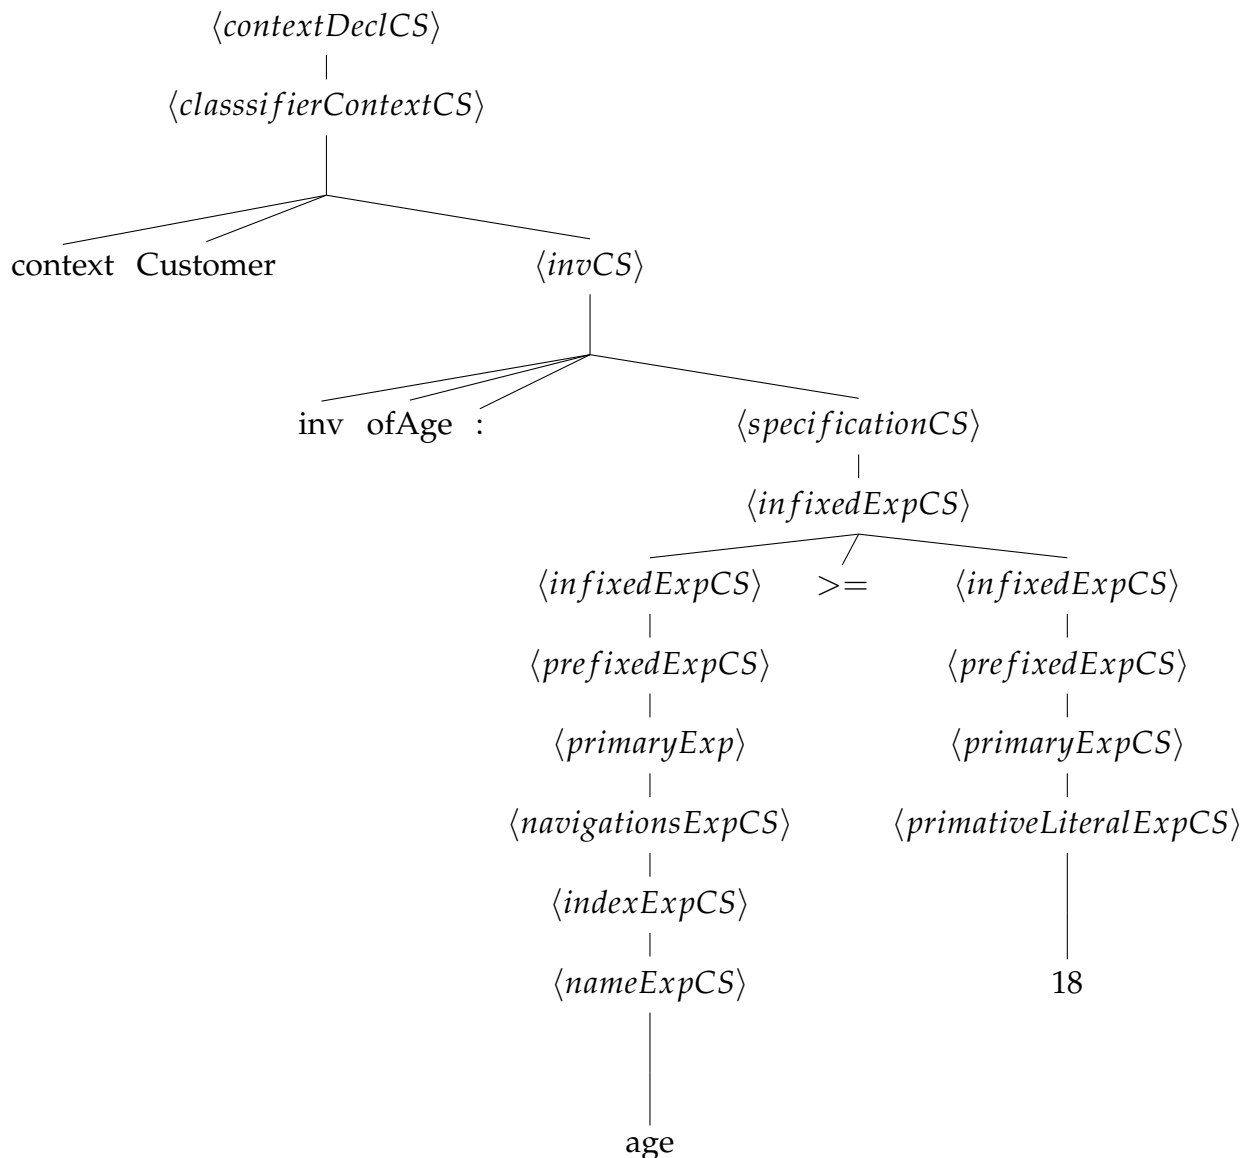 ⟨contextDeclCS⟩
⟨classsifierContextCS⟩
context Customer ⟨invCS⟩
inv ofAge : ⟨specificationCS⟩
⟨infixedExpCS⟩
⟨infixedExpCS⟩ >= ⟨infixedExpCS⟩
⟨prefixedExpCS⟩ ⟨prefixedExpCS⟩
⟨primaryExp⟩ ⟨primaryExpCS⟩
⟨navigationsExpCS⟩ ⟨primativeLiteralExpCS⟩
⟨indexExpCS⟩
⟨nameExpCS⟩ 18
age